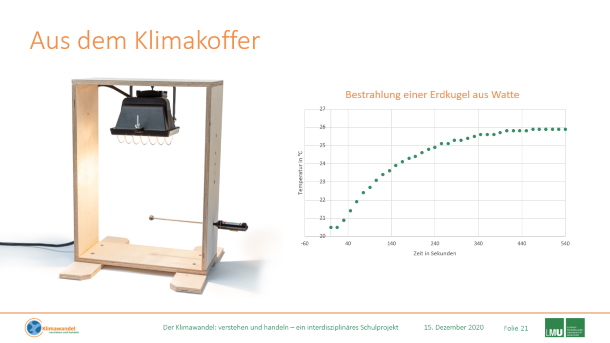 Aus dem Klimakoffer
Bestrahlung einer Erdkugel aus Watte
Temperatur in °C
27
26
25
24
23
22
21
20
-60
40
140
240
340
440
540
Zeit in Sekunden
Klimawandel
verstehen und handeln
Der Klimawandel: verstehen und handeln – ein interdisziplinäres Schulprojekt
15. Dezember 2020
Folie 21
LMU